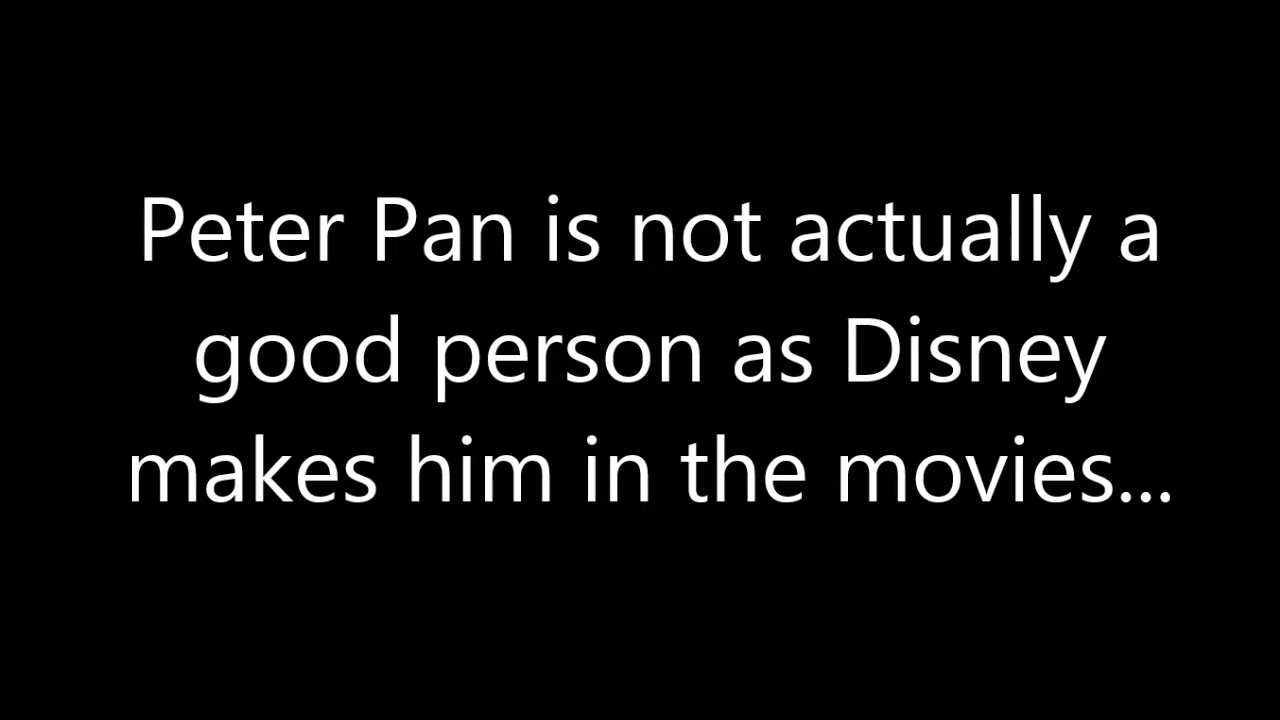 Peter Pan is not actually a
good person as Disney
makes him in the movies...